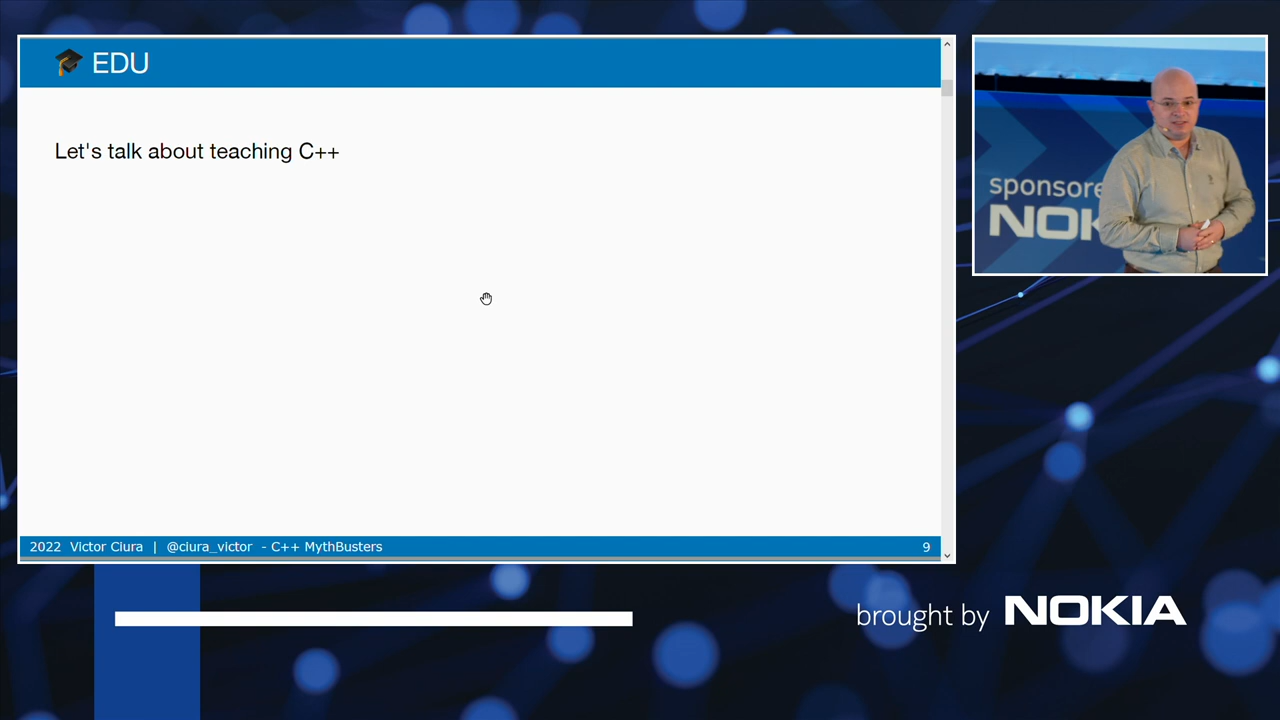 EDU
Let's talk about teaching C++
2022 Victor Ciura | @ciura_victor - C++ MythBusters
9
sponsore
NOK
brought by NOKIA